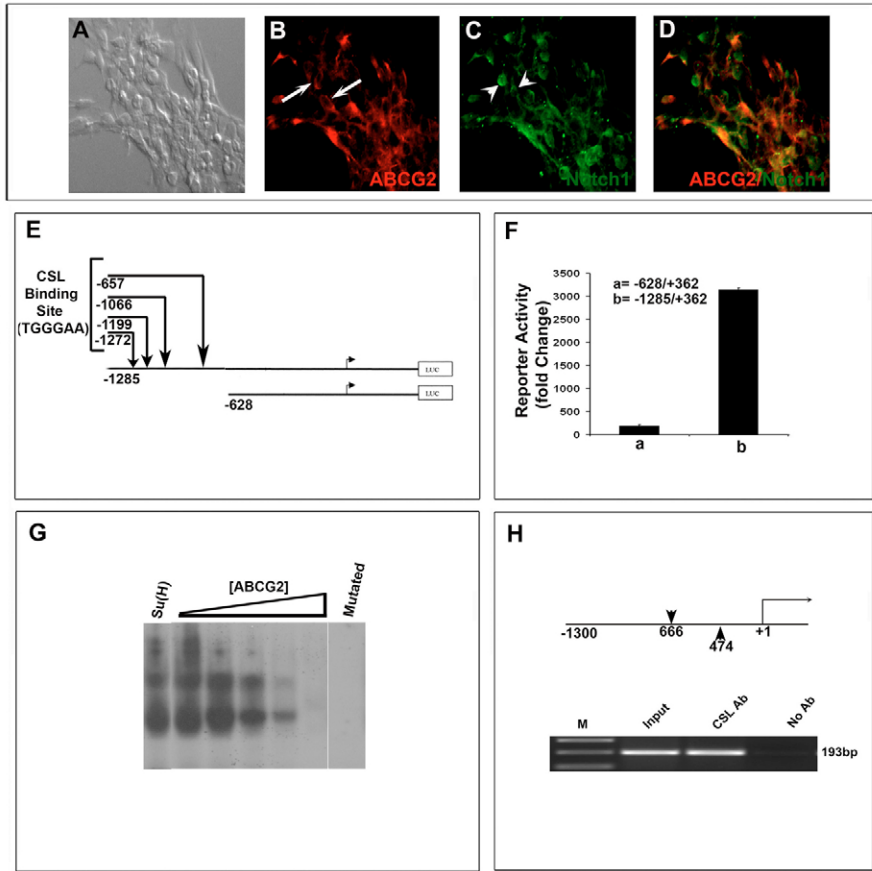 A
B
C
D
ABCG2
Notch1
ABCG2/Notch1
E
CSL
Binding
Site
(TGGGAA)
-657
-1066
-1199
-1272
-1285
LUC
-628
LUC
F
Reporter Activity
(fold Change)
3500
3000
2500
2000
1500
1000
500
0
a= -628/+362
b= -1285/+362
a
b
G
Su(H)
[ABCG2]
Mutated
H
-1300
666
474
+1
M
Input
CSL Ab
No Ab
193bp